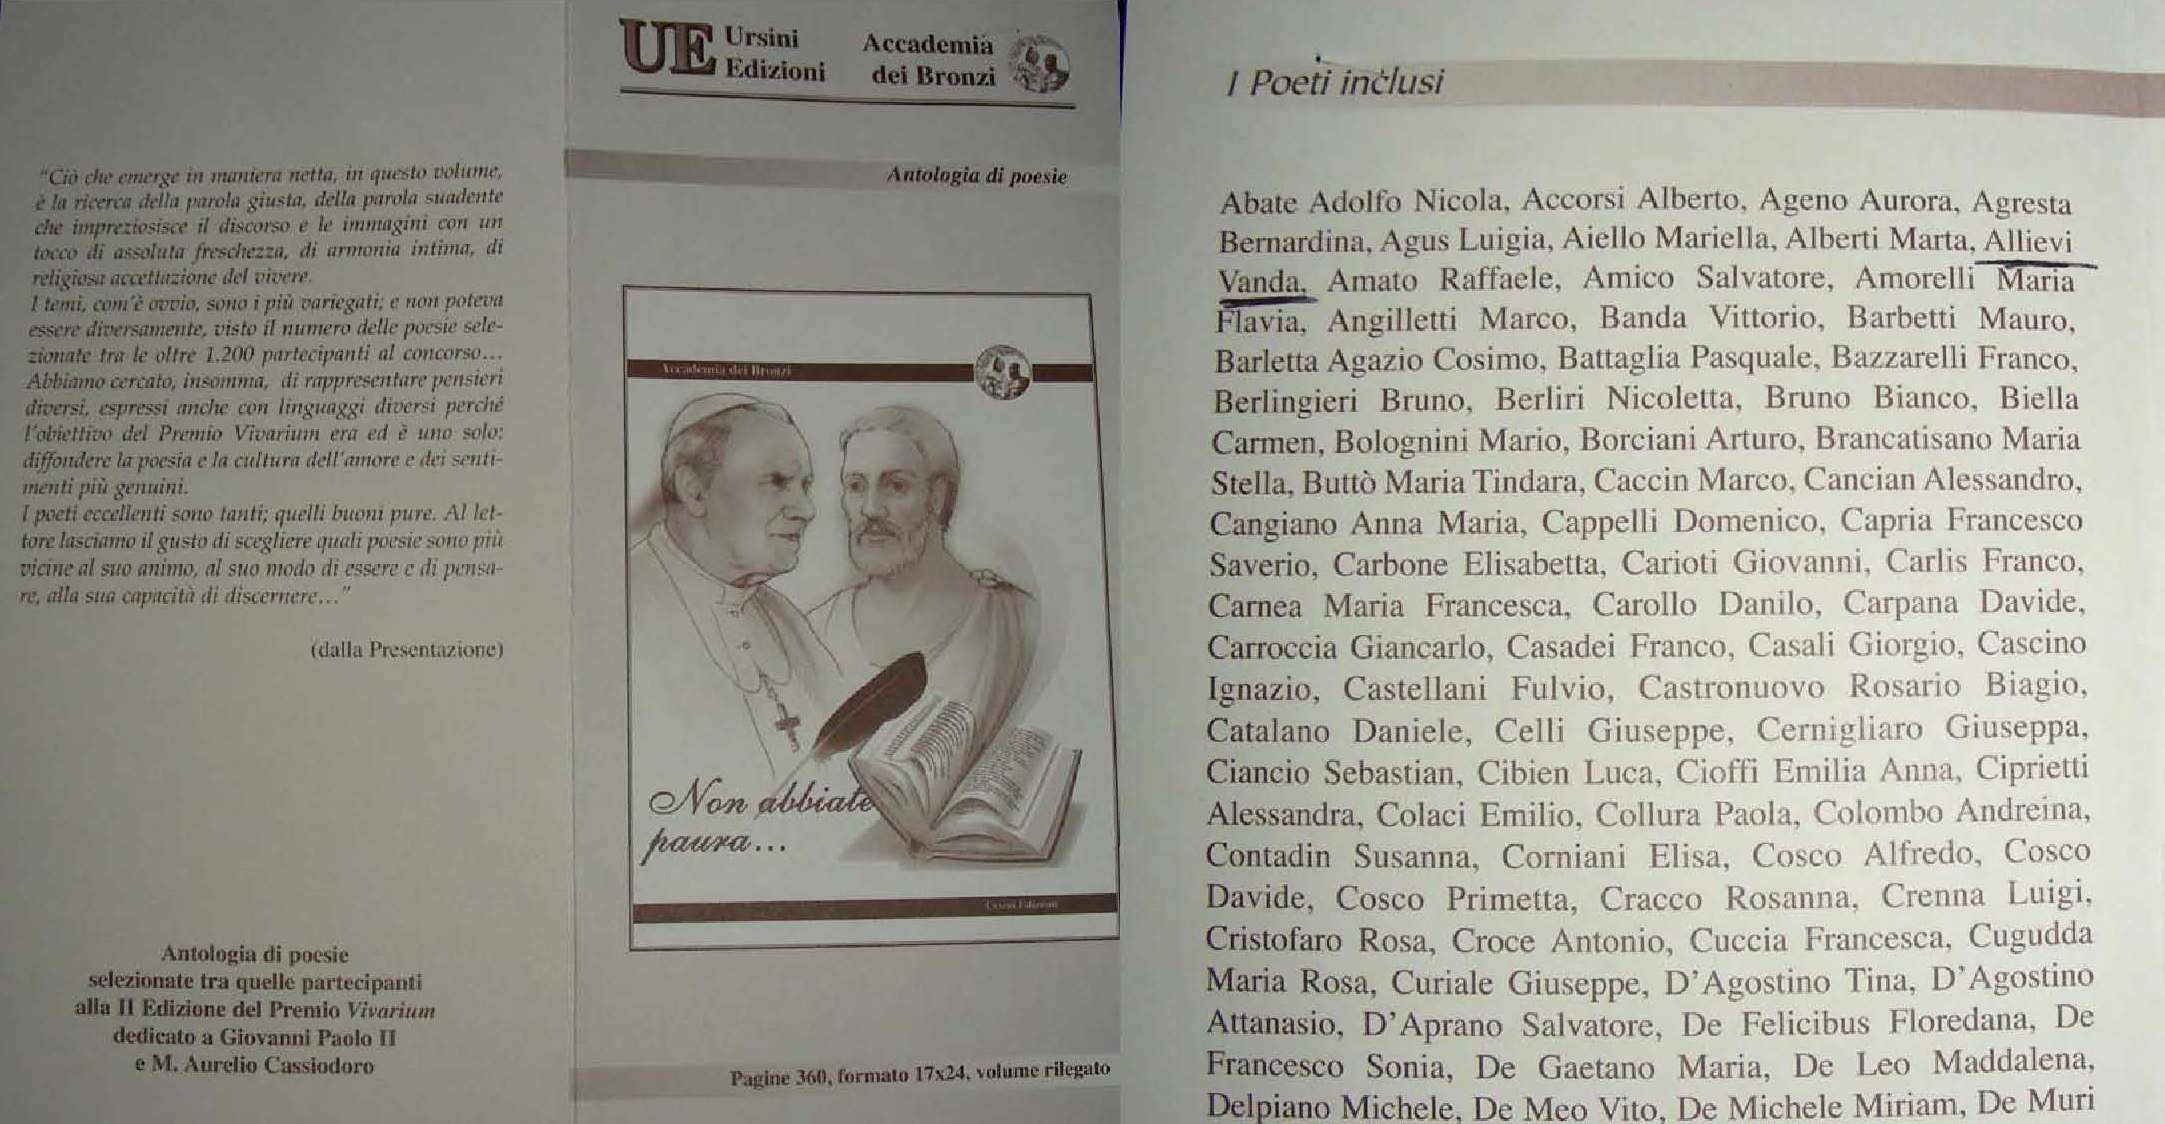 “Ciò che emerge in maniera netta, in questo volume,
è la ricerca della parola giusta, della parola suadente
che impreziosisce il discorso e le immagini con un
tocco di assoluta freschezza, di armonia intima, di
religiosa accettazione del vivere.
I temi, com’è ovvio, sono i più variegati; e non poteva
essere diversamente, visto il numero delle poesie sele-
zionate tra le oltre 1.200 partecipanti al concorso…
Abbiamo cercato, insomma, di rappresentare pensieri
diversi, espressi anche con linguaggi diversi perché
l’obiettivo del Premio Vivarium era ed è uno solo:
diffondere la poesia e la cultura dell’amore e dei senti-
menti più genuini.
I poeti eccellenti sono tanti; quelli buoni pure. Al let-
tore lasciamo il gusto di scegliere quali poesie sono più
vicine al suo animo, al suo modo di essere e di pensa-
re, alla sua capacità di discernere…”
(dalla Presentazione)
Antologia di poesie
selezionate tra quelle partecipanti
alla II Edizione del Premio Vivarium
dedicato a Giovanni Paolo II
e M. Aurelio Cassiodoro
UE Ursini
Edizioni
Accademia
dei Bronzi
Antologia di poesie
Accademia dei Bronzi
Non abbiate
paura…
Ursini Edizioni
Pagine 360, formato 17x24, volume rilegato
I Poeti inclusi
Abate Adolfo Nicola, Accorsi Alberto, Ageno Aurora, Agresta
Bernardina, Agus Luigia, Aiello Mariella, Alberti Marta, Allievi
Vanda, Amato Raffaele, Amico Salvatore, Amorelli Maria
Flavia, Angilletti Marco, Banda Vittorio, Barbetti Mauro,
Barletta Agazio Cosimo, Battaglia Pasquale, Bazzarelli Franco,
Berlingieri Bruno, Berliri Nicoletta, Bruno Bianco, Biella
Carmen, Bolognini Mario, Borciani Arturo, Brancatisano Maria
Stella, Buttò Maria Tindara, Caccin Marco, Cancian Alessandro,
Cangiano Anna Maria, Cappelli Domenico, Capria Francesco
Saverio, Carbone Elisabetta, Carioti Giovanni, Carlis Franco,
Carnea Maria Francesca, Carollo Danilo, Carpana Davide,
Carroccia Giancarlo, Casadei Franco, Casali Giorgio, Cascino
Ignazio, Castellani Fulvio, Castronuovo Rosario Biagio,
Catalano Daniele, Celli Giuseppe, Cernigliaro Giuseppa,
Ciancio Sebastian, Cibien Luca, Cioffi Emilia Anna, Ciprietti
Alessandra, Colaci Emilio, Collura Paola, Colombo Andreina,
Contadin Susanna, Corniani Elisa, Cosco Alfredo, Cosco
Davide, Cosco Primetta, Cracco Rosanna, Crenna Luigi,
Cristofaro Rosa, Croce Antonio, Cuccia Francesca, Cugudda
Maria Rosa, Curiale Giuseppe, D’Agostino Tina, D’Agostino
Attanasio, D’Aprano Salvatore, De Felicibus Floredana, De
Francesco Sonia, De Gaetano Maria, De Leo Maddalena,
Delpiano Michele, De Meo Vito, De Michele Miriam, De Muri